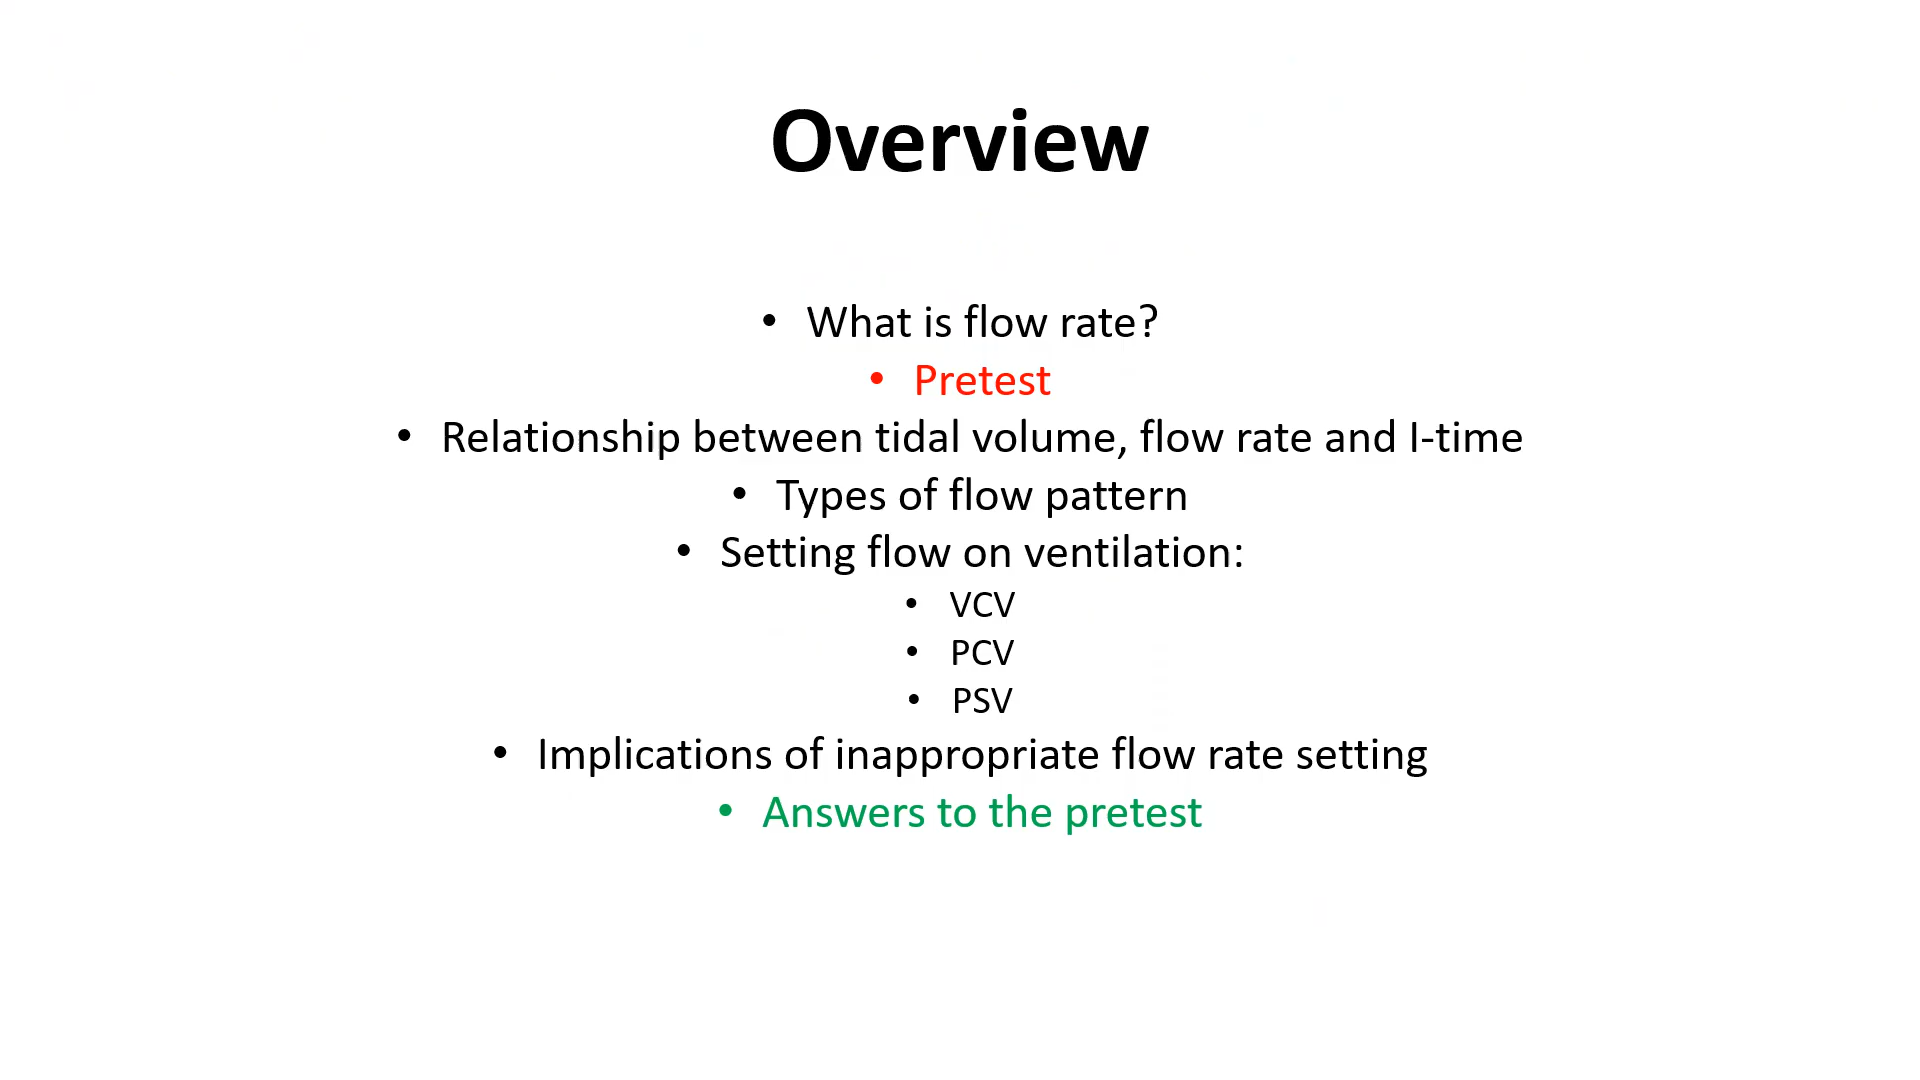 Overview
• What is flow rate?
• Pretest
• Relationship between tidal volume, flow rate and I-time
• Types of flow pattern
• Setting flow on ventilation:
• VCV
• PCV
• PSV
• Implications of inappropriate flow rate setting
• Answers to the pretest